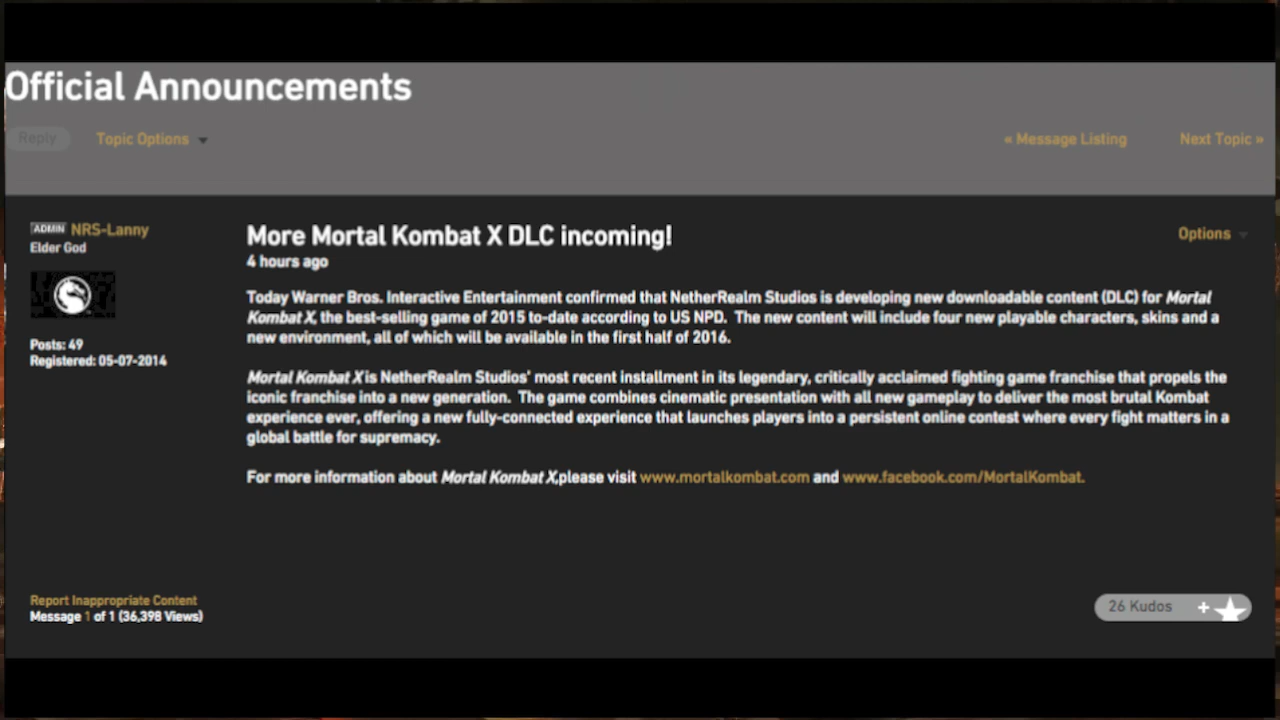 Official Announcements
Reply
Topic Options
« Message Listing
Next Topic »
ADMIN NRS-Lanny
Elder God
Posts: 49
Registered: 05-07-2014
More Mortal Kombat X DLC incoming!
Options
4 hours ago
Today Warner Bros. Interactive Entertainment confirmed that NetherRealm Studios is developing new downloadable content (DLC) for Mortal
Kombat X, the best-selling game of 2015 to-date according to US NPD.  The new content will include four new playable characters, skins and a
new environment, all of which will be available in the first half of 2016.
Mortal Kombat X is NetherRealm Studios' most recent installment in its legendary, critically acclaimed fighting game franchise that propels the
iconic franchise into a new generation.  The game combines cinematic presentation with all new gameplay to deliver the most brutal Kombat
experience ever, offering a new fully-connected experience that launches players into a persistent online contest where every fight matters in a
global battle for supremacy.
For more information about Mortal Kombat X,please visit www.mortalkombat.com and www.facebook.com/MortalKombat.
Report Inappropriate Content
Message 1 of 1 (36,398 Views)
26 Kudos +